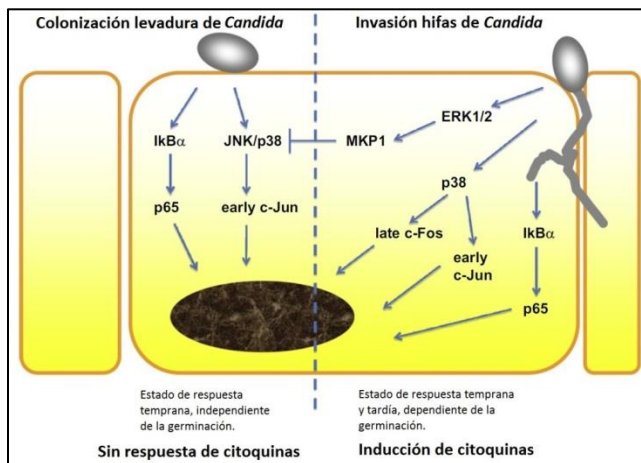 Colonización levadura de Candida
Invasión hifas de Candida
ERK1/2
IkBα
JNK/p38
MKP1
p38
p65
early c-Jun
late c-Fos
early
c-Jun
IkBα
p65
Estado de respuesta
temprana, independiente
de la germinación.
Sin respuesta de citoquinas
Estado de respuesta temprana
y tardía, dependiente de la
germinación.
Inducción de citoquinas